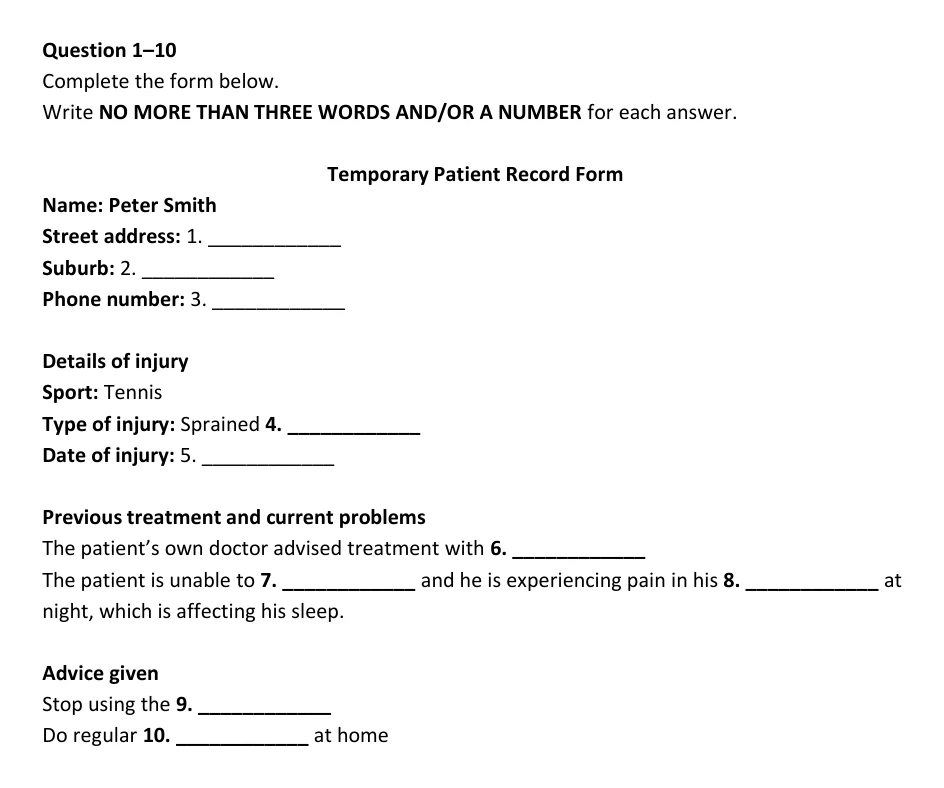 Question 1–10
Complete the form below.
Write NO MORE THAN THREE WORDS AND/OR A NUMBER for each answer.
Temporary Patient Record Form
Name: Peter Smith
Street address: 1. ____________
Suburb: 2. ____________
Phone number: 3. ____________
Details of injury
Sport: Tennis
Type of injury: Sprained 4. ____________
Date of injury: 5. ____________
Previous treatment and current problems
The patient’s own doctor advised treatment with 6. ____________
The patient is unable to 7. ____________ and he is experiencing pain in his 8. ____________ at
night, which is affecting his sleep.
Advice given
Stop using the 9. ____________
Do regular 10. ____________ at home